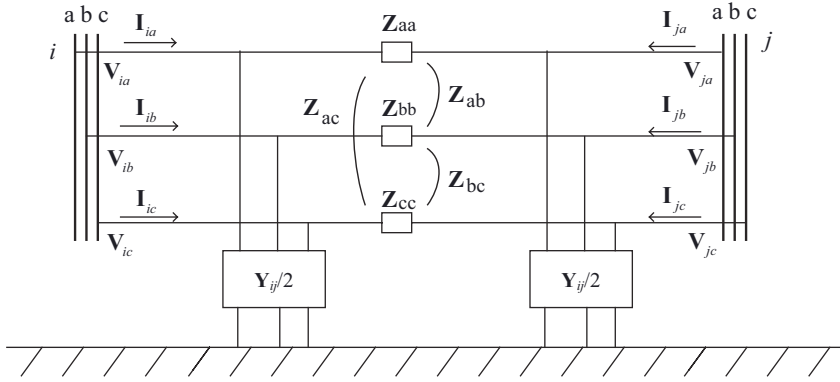 a b c
I_ia
Z_aa
I_ja
a b c
i
j
V_ia
V_ja
Z_ab
I_ib
Z_ac
Z_bb
I_jb
V_ib
V_jb
Z_bc
I_ic
Z_cc
I_jc
V_ic
V_jc
Y_ij/2
Y_ij/2